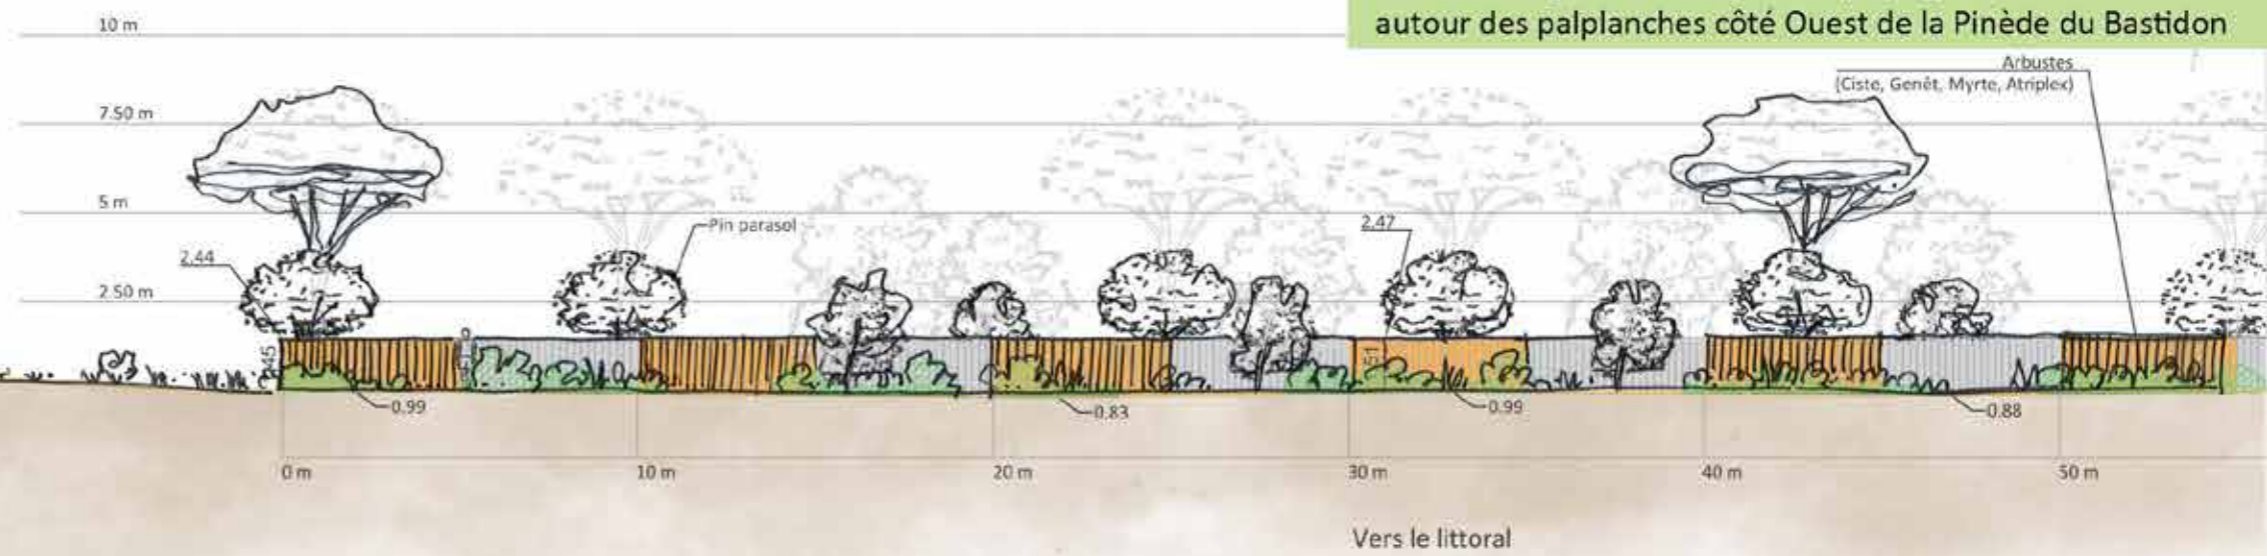 autour des palplanches côté Ouest de la Pinède du Bastidon
10 m
Arbustes
(Ciste, Genêt, Myrte, Atriplex)
7.50 m
5 m
Pin parasol
2.47
2.44
2.50 m
0.99
0.83
0.99
0.88
0 m
10 m
20 m
30 m
40 m
50 m
Vers le littoral